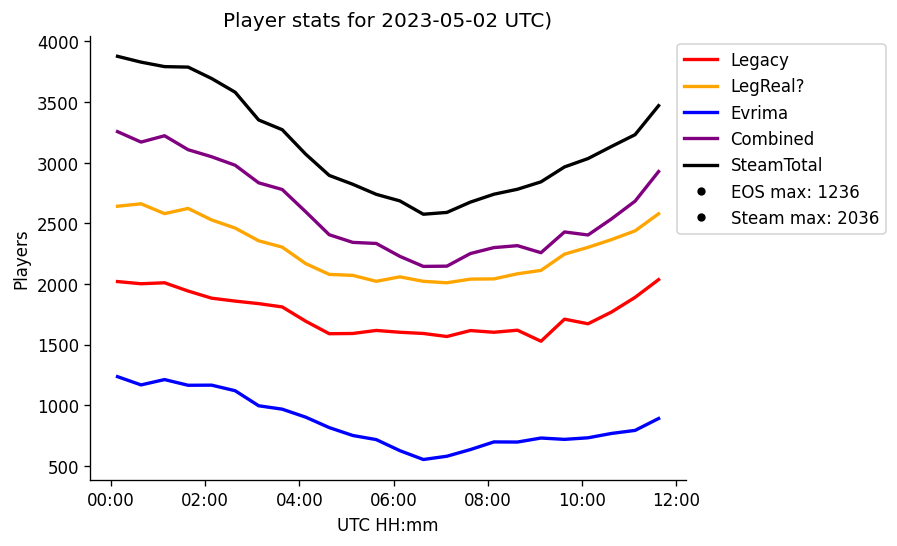 Player stats for 2023-05-02 UTC)
4000
3500
3000
2500
2000
1500
1000
500
Players
00:00 02:00 04:00 06:00 08:00 10:00 12:00
UTC HH:mm
Legacy
LegReal?
Evrima
Combined
SteamTotal
EOS max: 1236
Steam max: 2036